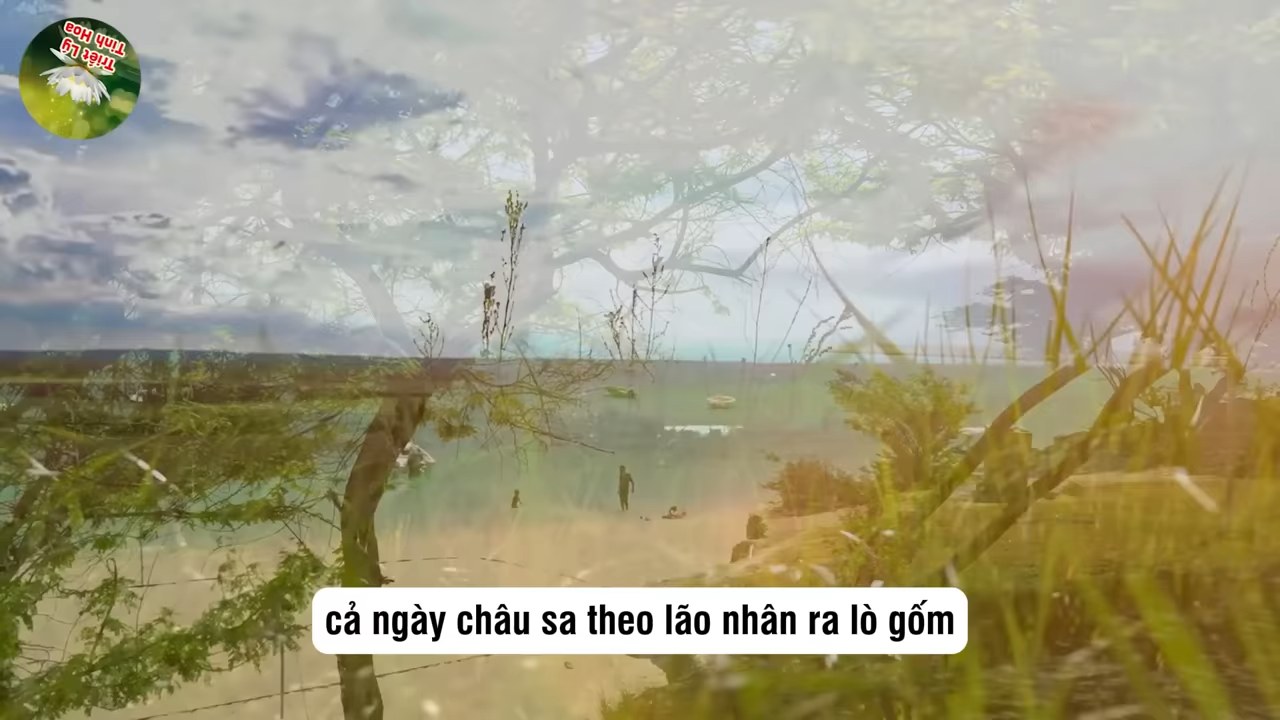 Triết Lý
Tinh Hoa
cả ngày châu sa theo lão nhân ra lò gốm